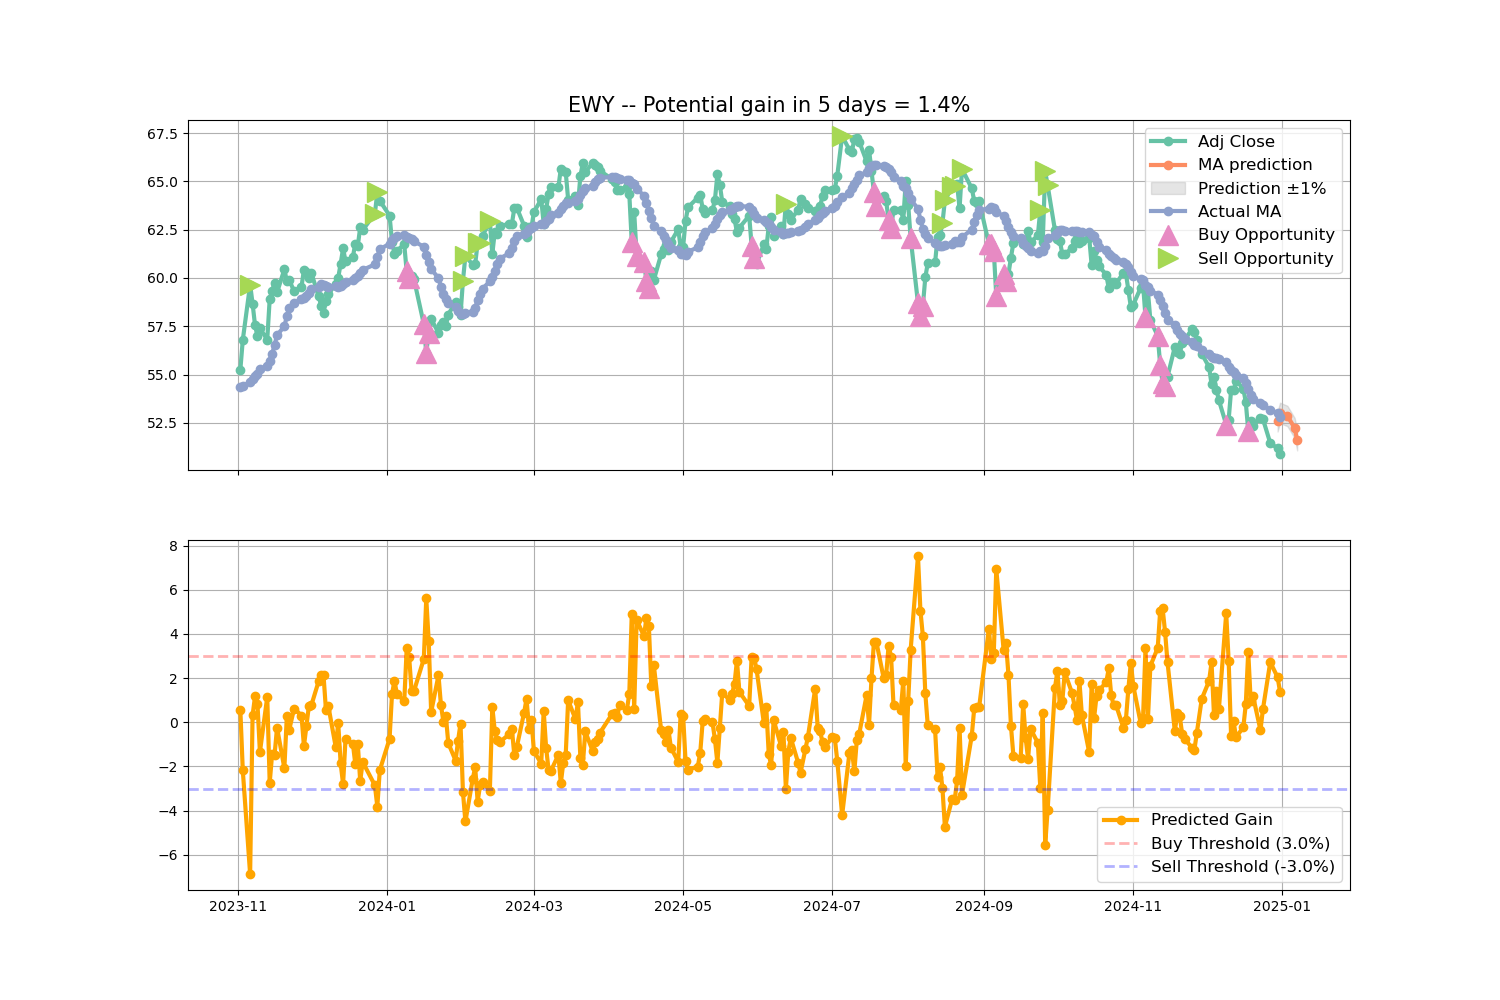 EWY -- Potential gain in 5 days = 1.4%
67.5
65.0
62.5
60.0
57.5
55.0
52.5
Adj Close
MA prediction
Prediction ±1%
Actual MA
Buy Opportunity
Sell Opportunity
8
6
4
2
0
−2
−4
−6
Predicted Gain
Buy Threshold (3.0%)
Sell Threshold (-3.0%)
2023-11 2024-01 2024-03 2024-05 2024-07 2024-09 2024-11 2025-01